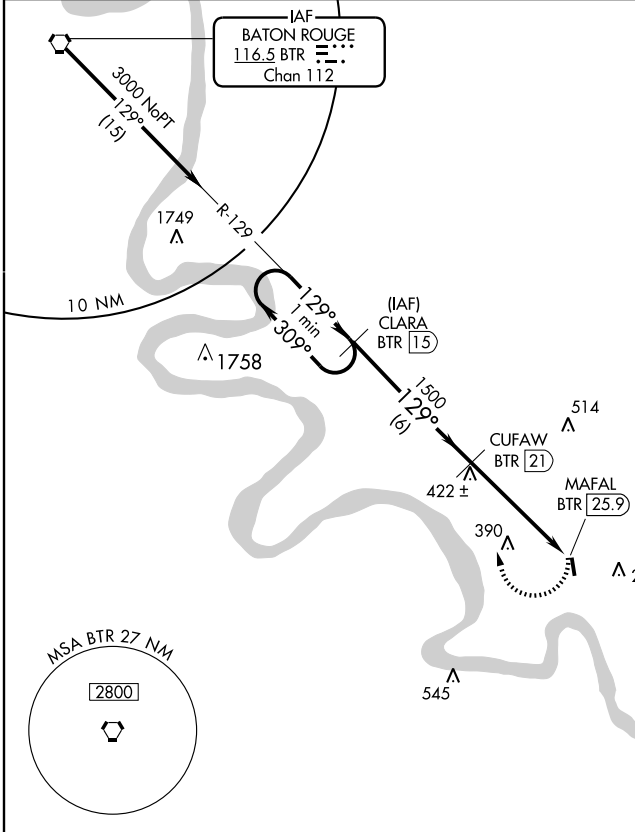 IAF
BATON ROUGE
116.5 BTR
Chan 112
3000 NoPT
129°
(15)
R-129
1749
10 NM
129°
1 min
309°
(IAF)
CLARA
BTR 15
1758
1500
129°
(6)
514
CUFAW
BTR 21
422 ±
MAFAL
BTR 25.9
390
MSA BTR 27 NM
2800
545